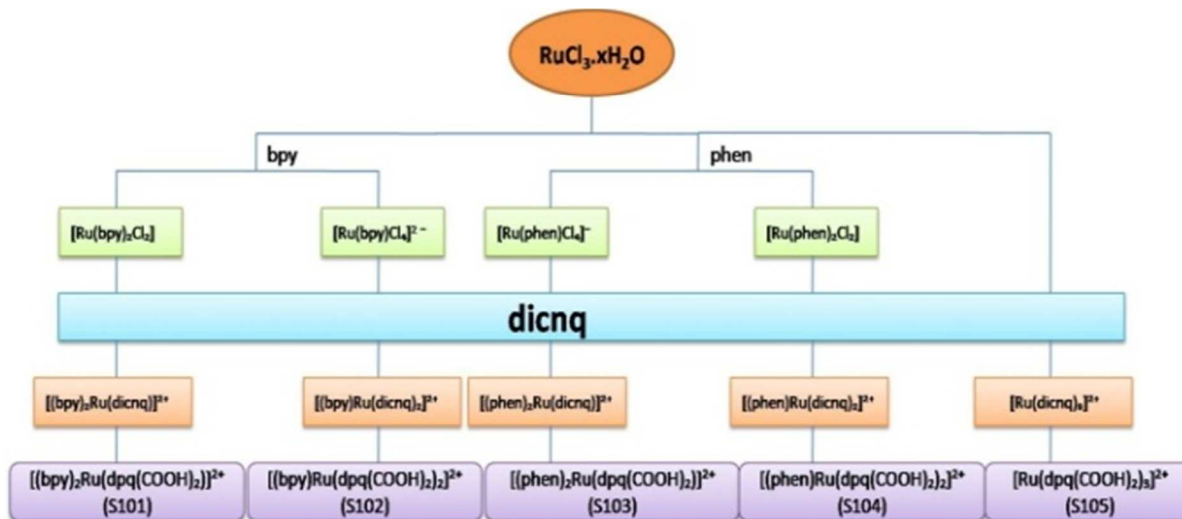 RuCl₃.xH₂O
bpy
phen
[Ru(bpy)₂Cl₂]
[Ru(bpy)Cl₄]²⁻
[Ru(phen)Cl₄]⁻
[Ru(phen)₂Cl₂]
dicnq
[(bpy)₂Ru(dicnq)]²⁺
[(bpy)Ru(dicnq)₂]²⁺
[(phen)₂Ru(dicnq)]²⁺
[(phen)Ru(dicnq)₂]²⁺
[Ru(dicnq)₃]²⁺
[(bpy)₂Ru(dpq(COOH)₂)]²⁺
(S101)
[(bpy)Ru(dpq(COOH)₂)₂]²⁺
(S102)
[(phen)₂Ru(dpq(COOH)₂)]²⁺
(S103)
[(phen)Ru(dpq(COOH)₂)₂]²⁺
(S104)
[Ru(dpq(COOH)₂)₃]²⁺
(S105)